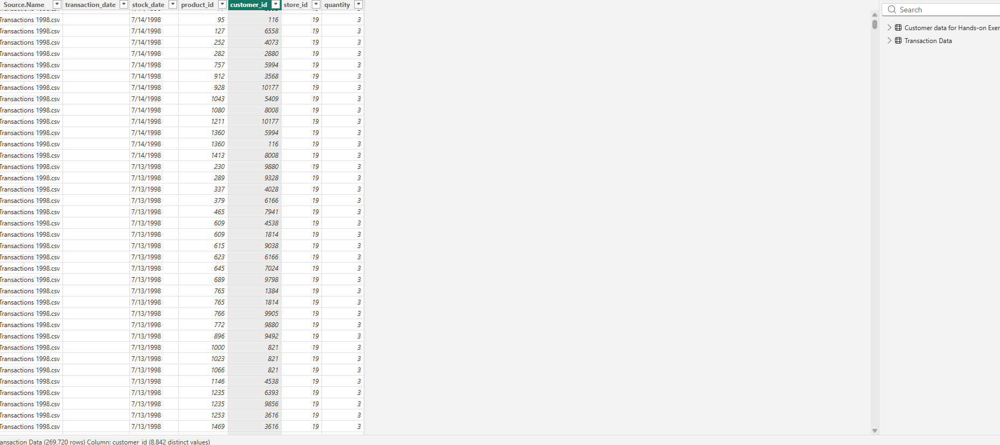 Source.Name transaction_date stock_date product_id customer_id store_id quantity
Transactions 1998.csv 7/14/1998 95 116 19 3
Transactions 1998.csv 7/14/1998 127 6558 19 3
Transactions 1998.csv 7/14/1998 252 4073 19 3
Transactions 1998.csv 7/14/1998 282 2880 19 3
Transactions 1998.csv 7/14/1998 757 5994 19 3
Transactions 1998.csv 7/14/1998 912 3568 19 3
Transactions 1998.csv 7/14/1998 928 10177 19 3
Transactions 1998.csv 7/14/1998 1043 5409 19 3
Transactions 1998.csv 7/14/1998 1080 8008 19 3
Transactions 1998.csv 7/14/1998 1211 10177 19 3
Transactions 1998.csv 7/14/1998 1360 5994 19 3
Transactions 1998.csv 7/14/1998 1360 116 19 3
Transactions 1998.csv 7/14/1998 1413 8008 19 3
Transactions 1998.csv 7/13/1998 230 9880 19 3
Transactions 1998.csv 7/13/1998 289 9328 19 3
Transactions 1998.csv 7/13/1998 337 4028 19 3
Transactions 1998.csv 7/13/1998 379 6166 19 3
Transactions 1998.csv 7/13/1998 465 7941 19 3
Transactions 1998.csv 7/13/1998 609 4538 19 3
Transactions 1998.csv 7/13/1998 609 1814 19 3
Transactions 1998.csv 7/13/1998 615 9038 19 3
Transactions 1998.csv 7/13/1998 623 6166 19 3
Transactions 1998.csv 7/13/1998 645 7024 19 3
Transactions 1998.csv 7/13/1998 689 9798 19 3
Transactions 1998.csv 7/13/1998 765 1384 19 3
Transactions 1998.csv 7/13/1998 765 1814 19 3
Transactions 1998.csv 7/13/1998 766 9905 19 3
Transactions 1998.csv 7/13/1998 772 9880 19 3
Transactions 1998.csv 7/13/1998 896 9492 19 3
Transactions 1998.csv 7/13/1998 1000 821 19 3
Transactions 1998.csv 7/13/1998 1023 821 19 3
Transactions 1998.csv 7/13/1998 1066 821 19 3
Transactions 1998.csv 7/13/1998 1146 4538 19 3
Transactions 1998.csv 7/13/1998 1235 6393 19 3
Transactions 1998.csv 7/13/1998 1235 9856 19 3
Transactions 1998.csv 7/13/1998 1253 3616 19 3
Transactions 1998.csv 7/13/1998 1469 3616 19 3
ansaction Data (269,720 rows) Column: customer_id (8,842 distinct values)
Search
Customer data for Hands-on Exer
Transaction Data